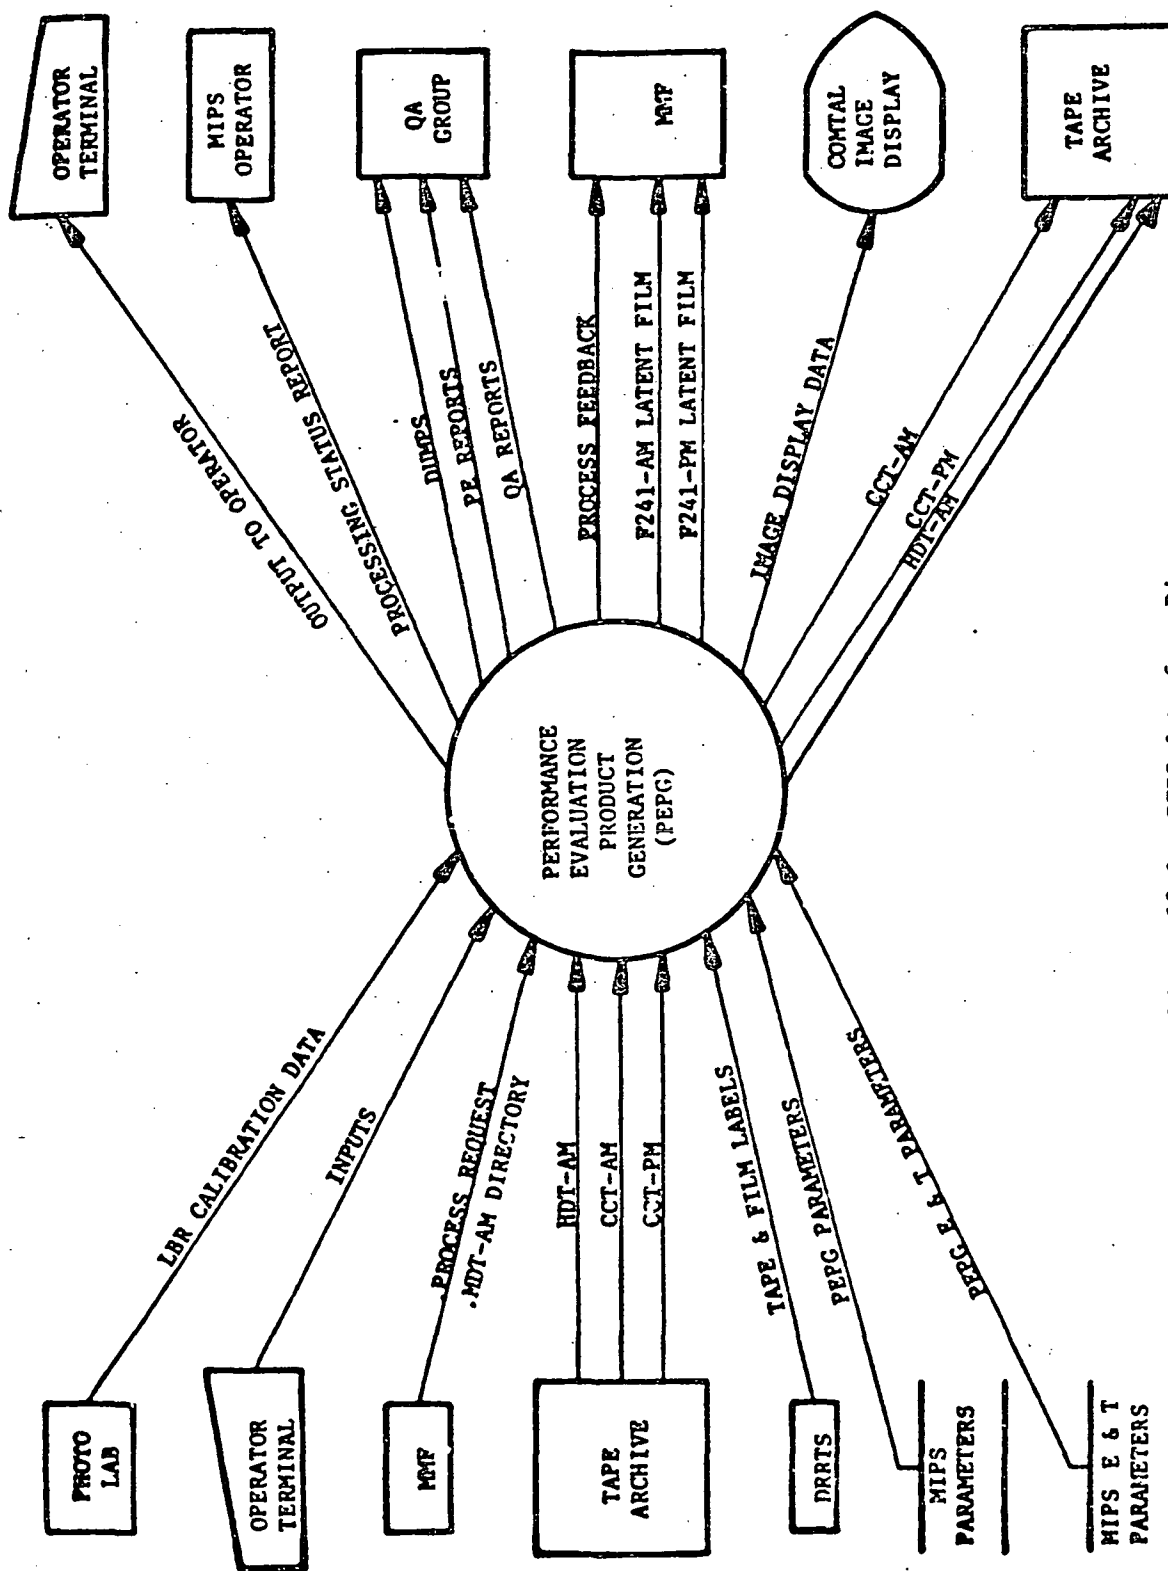 PHOTO
LAB
OPERATOR
TERMINAL
MMF
TAPE
ARCHIVE
DRRTS
MIPS
PARAMETERS
MIPS E & T
PARAMETERS
LBR CALIBRATION DATA
INPUTS
.PROCESS REQUEST
.MDT-AM DIRECTORY
HDT-AM
CCT-AM
CCT-PM
TAPE & FILM LABELS
PEPG PARAMETERS
PEPG E & T PARAMETERS
PERFORMANCE
EVALUATION
PRODUCT
GENERATION
(PEPG)
OUTPUT TO OPERATOR
PROCESSING STATUS REPORT
DUMPS
PE REPORTS
QA REPORTS
PROCESS FEEDBACK
F241-AM LATENT FILM
F241-PM LATENT FILM
IMAGE DISPLAY DATA
CCT-AM
CCT-PM
HDT-AM
OPERATOR
TERMINAL
MIPS
OPERATOR
QA
GROUP
MMF
COMTAL
IMAGE
DISPLAY
TAPE
ARCHIVE